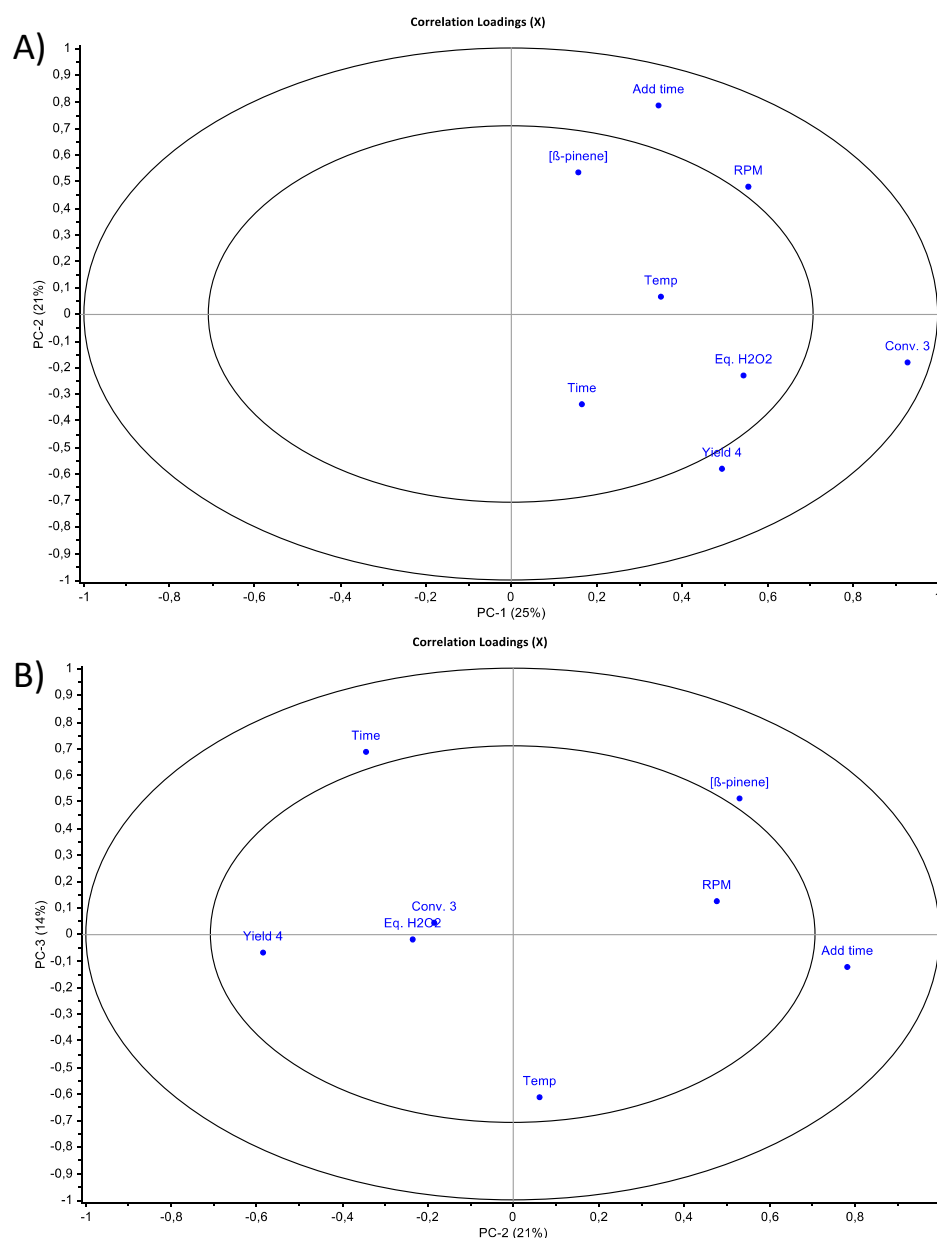 Correlation Loadings (X)
A)
1
0,9
0,8
0,7
0,6
0,5
0,4
0,3
0,2
0,1
0
-0,1
-0,2
-0,3
-0,4
-0,5
-0,6
-0,7
-0,8
-0,9
-1
PC-2 (21%)
Add time
[ß-pinene]
RPM
Temp
Conv. 3
Eq. H2O2
Time
Yield 4
-1 -0,8 -0,6 -0,4 -0,2 0 0,2 0,4 0,6 0,8 1
PC-1 (25%)
Correlation Loadings (X)
B)
1
0,9
0,8
0,7
0,6
0,5
0,4
0,3
0,2
0,1
0
-0,1
-0,2
-0,3
-0,4
-0,5
-0,6
-0,7
-0,8
-0,9
-1
PC-3 (14%)
Time
[ß-pinene]
RPM
Conv. 3
Eq. H2O2
Yield 4
Add time
Temp
-1 -0,8 -0,6 -0,4 -0,2 0 0,2 0,4 0,6 0,8
PC-2 (21%)